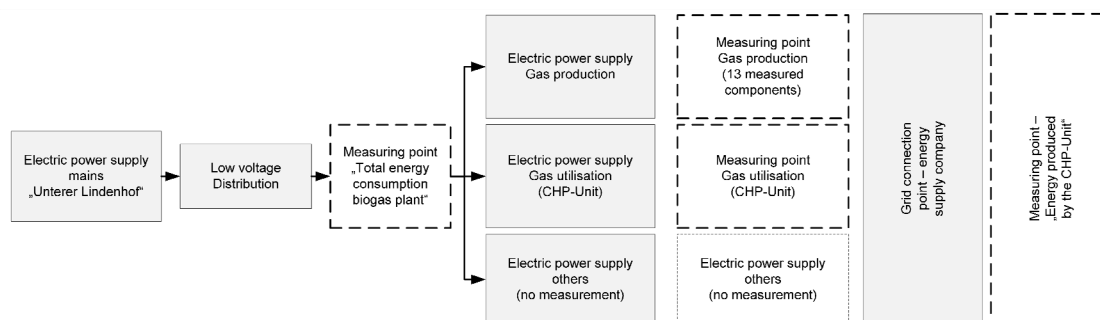 Electric power supply
mains
„Unterer Lindenhof“
Low voltage
Distribution
Measuring point
„Total energy
consumption
biogas plant“
Electric power supply
Gas production
Electric power supply
Gas utilisation
(CHP-Unit)
Electric power supply
others
(no measurement)
Measuring point
Gas production
(13 measured
components)
Measuring point
Gas utilisation
(CHP-Unit)
Electric power supply
others
(no measurement)
Grid connection
point – energy
supply company
Measuring point –
„Energy produced
by the CHP-Unit“